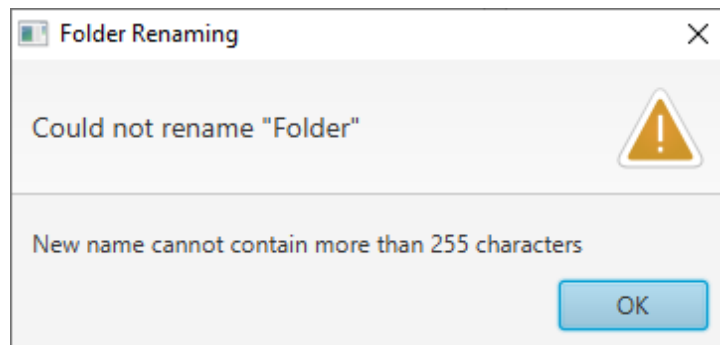 Folder Renaming
Could not rename "Folder"
New name cannot contain more than 255 characters
OK